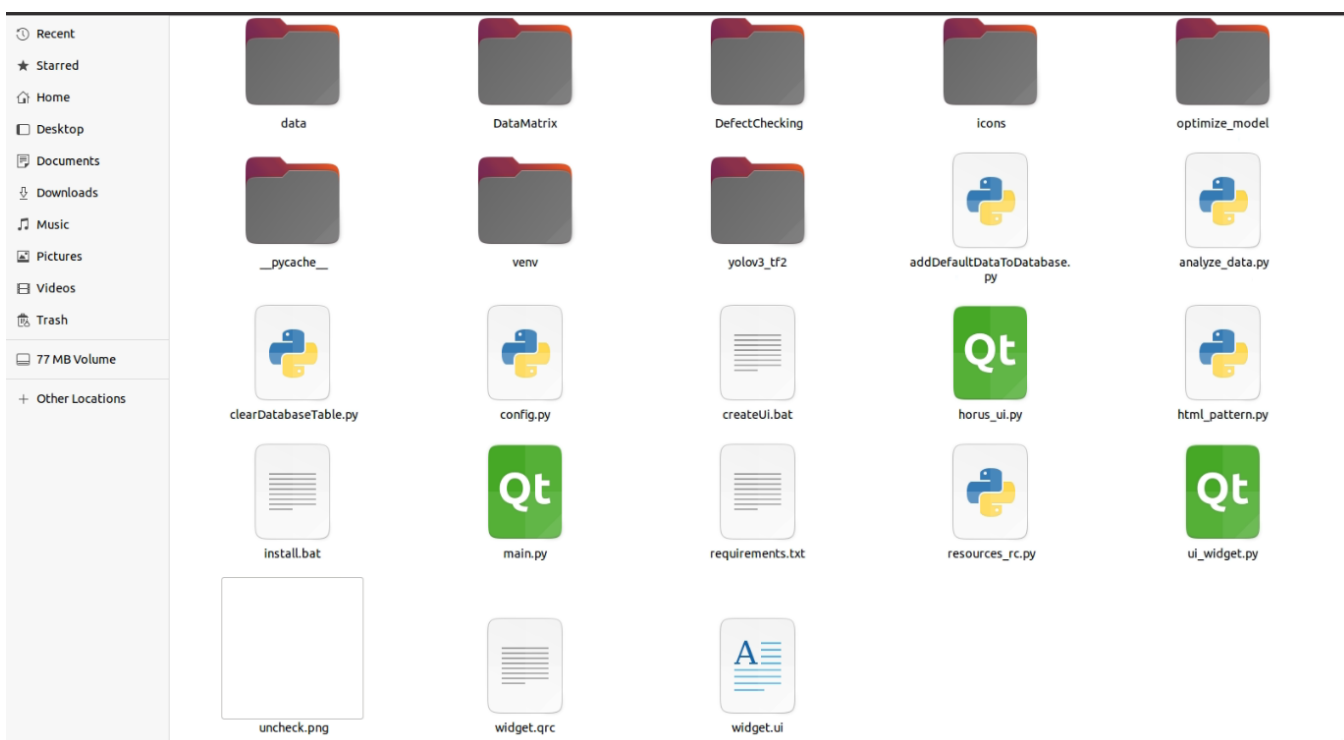 Recent
Starred
Home
Desktop
Documents
Downloads
Music
Pictures
Videos
Trash
77 MB Volume
+ Other Locations
data
DataMatrix
DefectChecking
icons
optimize_model
__pycache__
venv
yolov3_tf2
addDefaultDataToDatabase.
py
analyze_data.py
clearDatabaseTable.py
config.py
createUi.bat
Qt
horus_ui.py
html_pattern.py
install.bat
Qt
main.py
requirements.txt
resources_rc.py
Qt
ui_widget.py
uncheck.png
widget.qrc
A
widget.ui